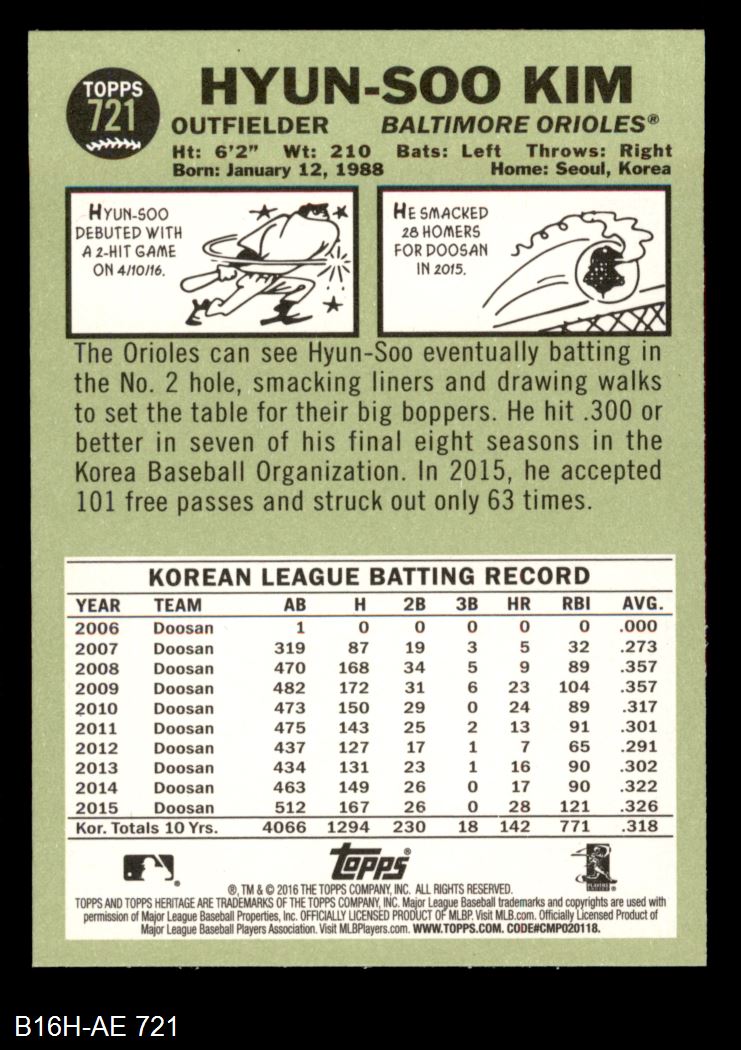 TOPPS
721
HYUN-SOO KIM
OUTFIELDER BALTIMORE ORIOLES®
Ht: 6'2" Wt: 210 Bats: Left Throws: Right
Born: January 12, 1988 Home: Seoul, Korea
HYUN-SOO
DEBUTED WITH
A 2-HIT GAME
ON 4/10/16.
HE SMACKED
28 HOMERS
FOR DOOSAN
IN 2015.
The Orioles can see Hyun-Soo eventually batting in
the No. 2 hole, smacking liners and drawing walks
to set the table for their big boppers. He hit .300 or
better in seven of his final eight seasons in the
Korea Baseball Organization. In 2015, he accepted
101 free passes and struck out only 63 times.
KOREAN LEAGUE BATTING RECORD
YEAR TEAM AB H 2B 3B HR RBI AVG.
2006 Doosan 1 0 0 0 0 0 .000
2007 Doosan 319 87 19 3 5 32 .273
2008 Doosan 470 168 34 5 9 89 .357
2009 Doosan 482 172 31 6 23 104 .357
2010 Doosan 473 150 29 0 24 89 .317
2011 Doosan 475 143 25 2 13 91 .301
2012 Doosan 437 127 17 1 7 65 .291
2013 Doosan 434 131 23 1 16 90 .302
2014 Doosan 463 149 26 0 17 90 .322
2015 Doosan 512 167 26 0 28 121 .326
Kor. Totals 10 Yrs. 4066 1294 230 18 142 771 .318
Topps®
®, TM & © 2016 THE TOPPS COMPANY, INC. ALL RIGHTS RESERVED.
TOPPS AND TOPPS HERITAGE ARE TRADEMARKS OF THE TOPPS COMPANY, INC. Major League Baseball trademarks and copyrights are used with
permission of Major League Baseball Properties, Inc. OFFICIALLY LICENSED PRODUCT OF MLBP. Visit MLB.com. Officially Licensed Product of
Major League Baseball Players Association. Visit MLBPlayers.com. WWW.TOPPS.COM. CODE#CMP020118.
B16H-AE 721